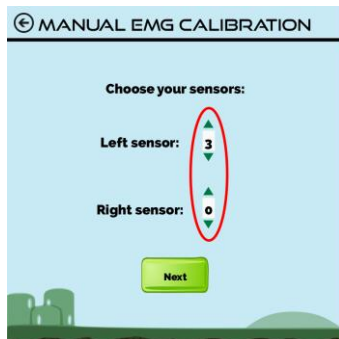 MANUAL EMG CALIBRATION
Choose your sensors:
Left sensor: 3
Right sensor: 0
Next